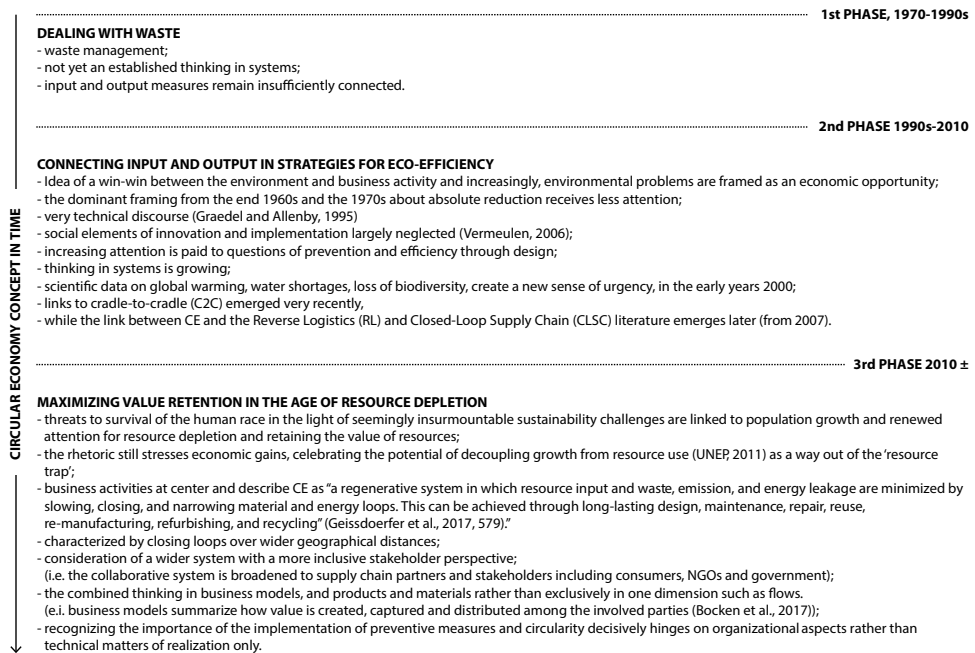 1st PHASE, 1970-1990s
DEALING WITH WASTE
- waste management;
- not yet an established thinking in systems;
- input and output measures remain insufficiently connected.
2nd PHASE 1990s-2010
CONNECTING INPUT AND OUTPUT IN STRATEGIES FOR ECO-EFFICIENCY
- Idea of a win-win between the environment and business activity and increasingly, environmental problems are framed as an economic opportunity;
- the dominant framing from the end 1960s and the 1970s about absolute reduction receives less attention;
- very technical discourse (Graedel and Allenby, 1995)
- social elements of innovation and implementation largely neglected (Vermeulen, 2006);
- increasing attention is paid to questions of prevention and efficiency through design;
- thinking in systems is growing;
- scientific data on global warming, water shortages, loss of biodiversity, create a new sense of urgency, in the early years 2000;
- links to cradle-to-cradle (C2C) emerged very recently,
- while the link between CE and the Reverse Logistics (RL) and Closed-Loop Supply Chain (CLSC) literature emerges later (from 2007).
CIRCULAR ECONOMY CONCEPT IN TIME
3rd PHASE 2010 ±
MAXIMIZING VALUE RETENTION IN THE AGE OF RESOURCE DEPLETION
- threats to survival of the human race in the light of seemingly insurmountable sustainability challenges are linked to population growth and renewed
attention for resource depletion and retaining the value of resources;
- the rhetoric still stresses economic gains, celebrating the potential of decoupling growth from resource use (UNEP, 2011) as a way out of the 'resource
trap';
- business activities at center and describe CE as "a regenerative system in which resource input and waste, emission, and energy leakage are minimized by
slowing, closing, and narrowing material and energy loops. This can be achieved through long-lasting design, maintenance, repair, reuse,
re-manufacturing, refurbishing, and recycling" (Geissdoerfer et al., 2017, 579)."
- characterized by closing loops over wider geographical distances;
- consideration of a wider system with a more inclusive stakeholder perspective;
(i.e. the collaborative system is broadened to supply chain partners and stakeholders including consumers, NGOs and government);
- the combined thinking in business models, and products and materials rather than exclusively in one dimension such as flows.
(e.i. business models summarize how value is created, captured and distributed among the involved parties (Bocken et al., 2017));
- recognizing the importance of the implementation of preventive measures and circularity decisively hinges on organizational aspects rather than
technical matters of realization only.